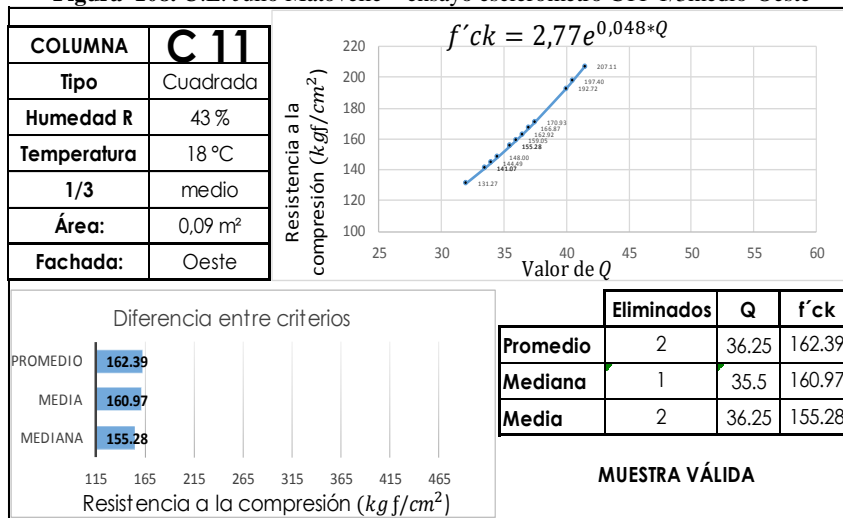 COLUMNA C 11
Tipo Cuadrada
Humedad R 43 %
Temperatura 18 °C
1/3 medio
Área: 0,09 m²
Fachada: Oeste
f´ck = 2,77e^{0,048*Q}
Resistencia a la
compresión (kgf/cm²)
220
200
180
160
140
120
100
207.11
197.40
192.72
170.93
166.87
162.92
159.05
155.28
148.00
144.49
141.07
131.27
25 30 35 40 45 50 55 60
Valor de Q
Diferencia entre criterios
PROMEDIO 162.39
MEDIA 160.97
MEDIANA 155.28
115 165 215 265 315 365 415 465
Resistencia a la compresión (kg f/cm²)
Eliminados Q f´ck
Promedio 2 36.25 162.39
Mediana 1 35.5 160.97
Media 2 36.25 155.28
MUESTRA VÁLIDA